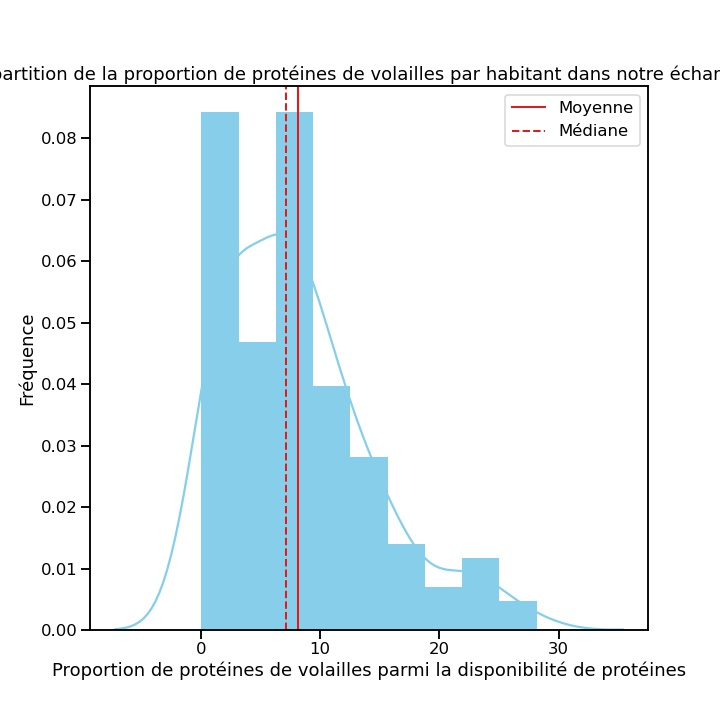 partition de la proportion de protéines de volailles par habitant dans notre échar
Moyenne
Médiane
0.08
0.07
0.06
0.05
0.04
0.03
0.02
0.01
0.00
Fréquence
0 10 20 30
Proportion de protéines de volailles parmi la disponibilité de protéines